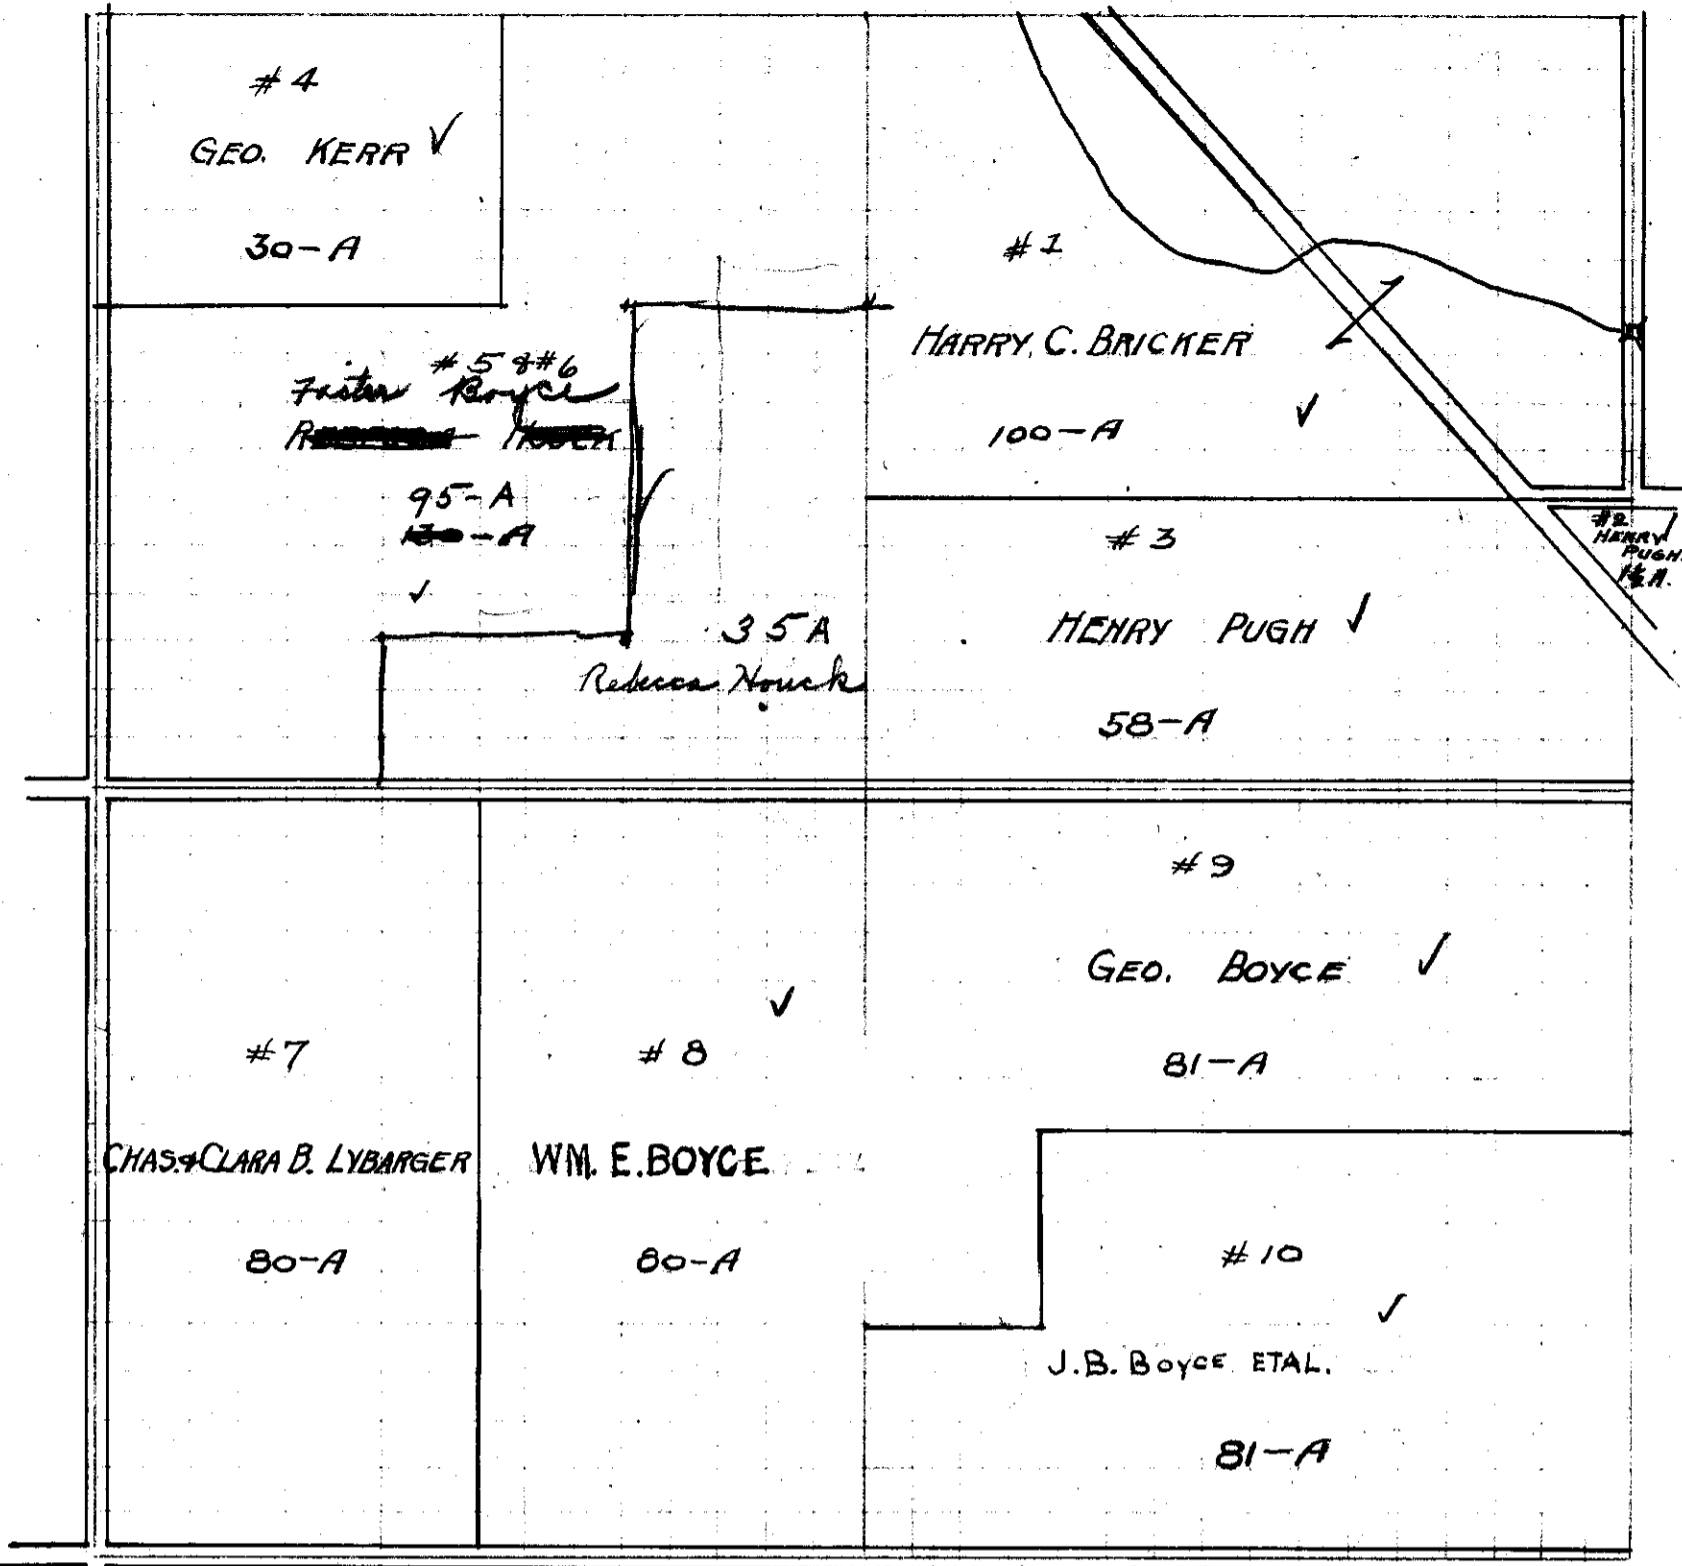 # 4
GEO. KERR ✓
30-A
# 1
HARRY. C. BRICKER
100-A ✓
# 5 & # 6
Foster Boyce
95-A
-A
✓
35A
Rebecca Houck
# 3
HENRY PUGH ✓
58-A
#2
HENRY
PUGH.
A.
# 7
CHAS. & CLARA B. LYBARGER
80-A
✓
# 8
WM. E. BOYCE
80-A
# 9
GEO. BOYCE ✓
81-A
# 10
✓
J.B. BOYCE ETAL.
81-A